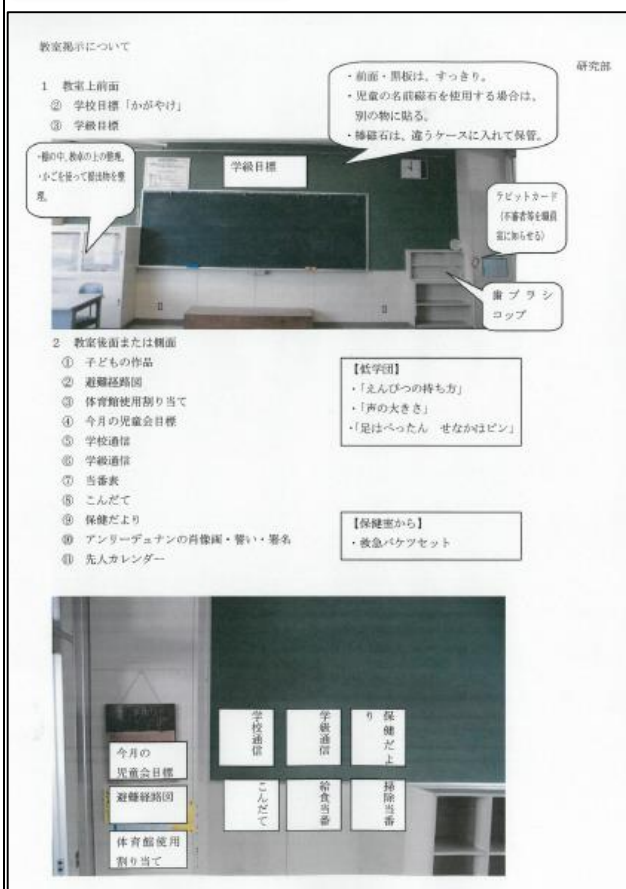 教室掲示について
研究部
1 教室上前面
② 学校目標「かがやけ」
③ 学級目標
・前面・黒板は、すっきり。
・児童の名前磁石を使用する場合は、
別の物に貼る。
・棒磁石は、違うケースに入れて保管。
・棚の中、教卓の上の整理。
・かごを使って提出物を整
理。
学級目標
ラビットカード
(不審者等を職員
室に知らせる)
歯ブラシ
コップ
2 教室後面または側面
① 子どもの作品
② 避難経路図
③ 体育館使用割り当て
④ 今月の児童会目標
⑤ 学校通信
⑥ 学級通信
⑦ 当番表
⑧ こんだて
⑨ 保健だより
⑩ アンリーデュナンの肖像画・誓い・署名
⑪ 先人カレンダー
【低学団】
・「えんぴつの持ち方」
・「声の大きさ」
・「足はぺったん せなかはピン」
【保健室から】
・救急バケツセット
学校通信
学級通信
保健だよ
り
今月の
児童会目標
避難経路図
体育館使用
割り当て
こんだて
給食当番
掃除当番